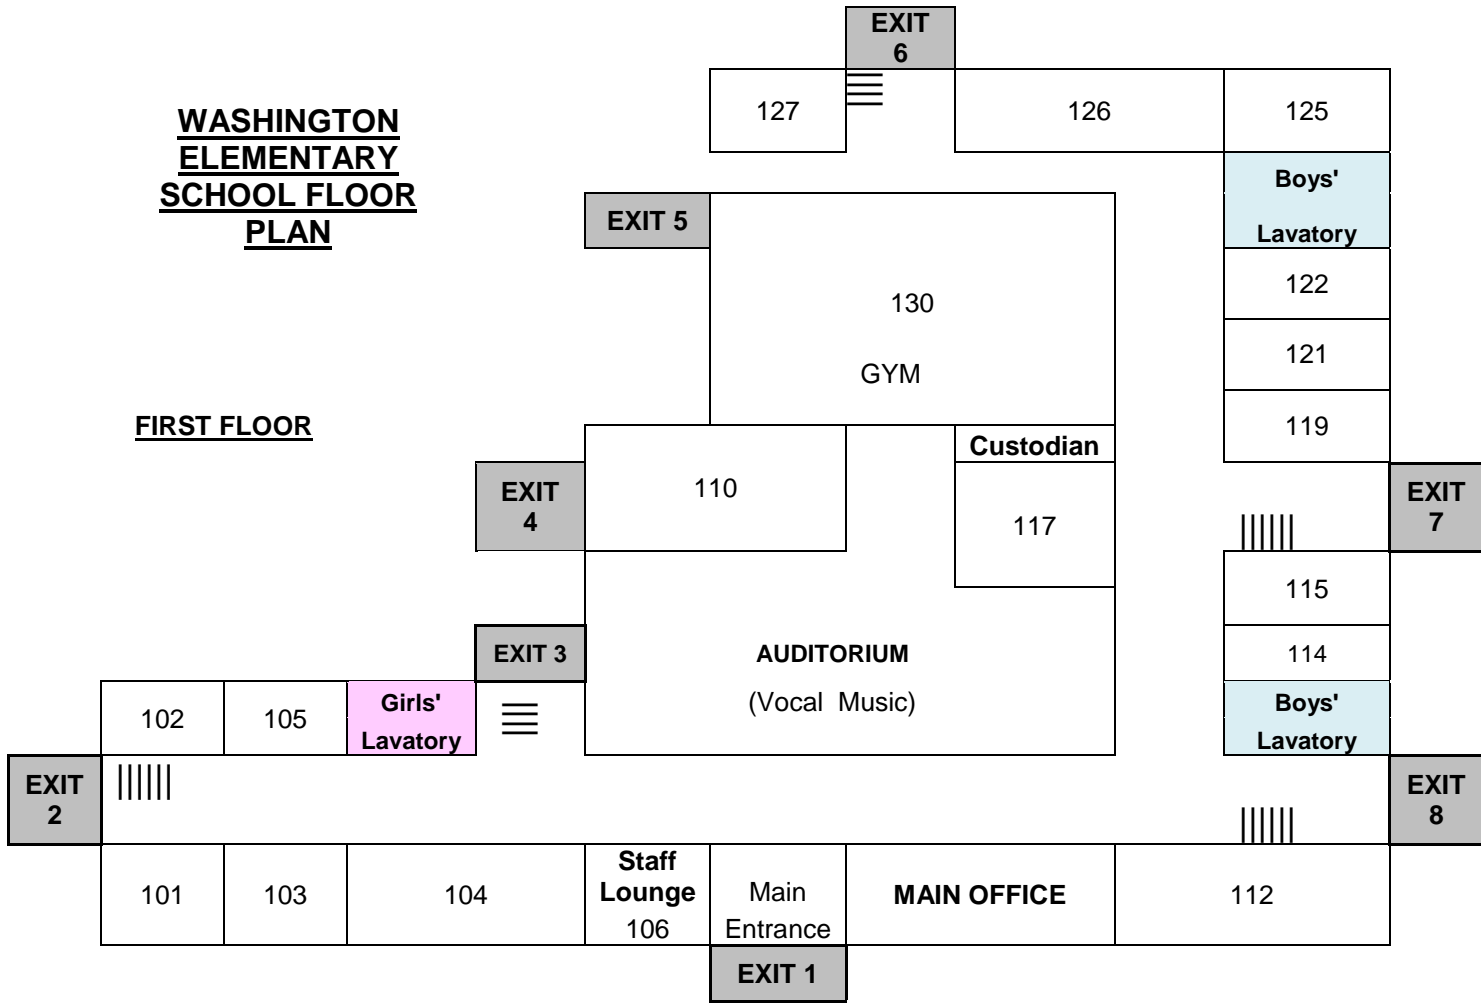 EXIT
6
WASHINGTON
ELEMENTARY
SCHOOL FLOOR
PLAN
127
126
125
Boys'
Lavatory
EXIT 5
130
GYM
122
121
119
FIRST FLOOR
Custodian
EXIT
4
110
117
EXIT
7
115
114
EXIT 3
AUDITORIUM
(Vocal Music)
102
105
Girls'
Lavatory
Boys'
Lavatory
EXIT
2
EXIT
8
101
103
104
Staff
Lounge
106
Main
Entrance
MAIN OFFICE
112
EXIT 1